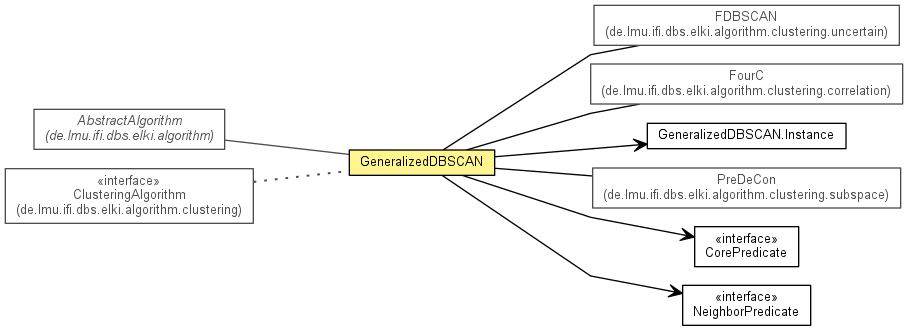 AbstractAlgorithm
(de.lmu.ifi.dbs.elki.algorithm)
«interface»
ClusteringAlgorithm
(de.lmu.ifi.dbs.elki.algorithm.clustering)
GeneralizedDBSCAN
FDBSCAN
(de.lmu.ifi.dbs.elki.algorithm.clustering.uncertain)
FourC
(de.lmu.ifi.dbs.elki.algorithm.clustering.correlation)
GeneralizedDBSCAN.Instance
PreDeCon
(de.lmu.ifi.dbs.elki.algorithm.clustering.subspace)
«interface»
CorePredicate
«interface»
NeighborPredicate